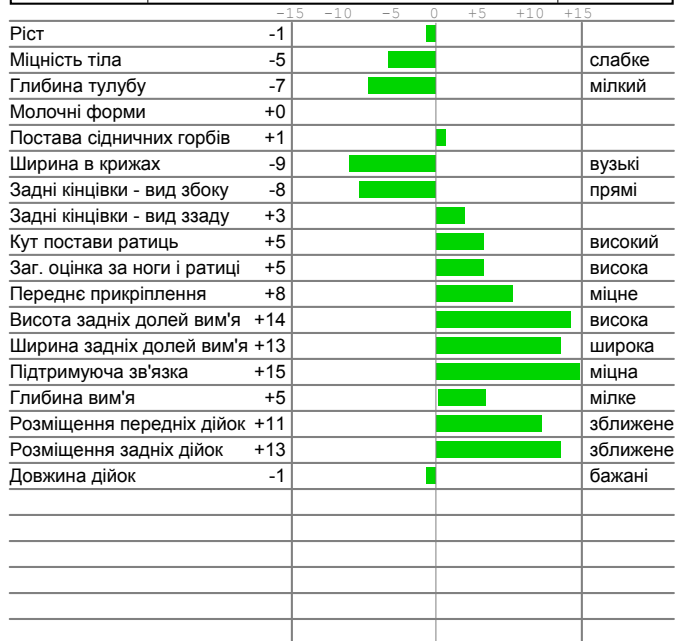 -15 -10 -5 0 +5 +10 +15
Ріст -1
Міцність тіла -5 слабке
Глибина тулубу -7 мілкий
Молочні форми +0
Постава сідничних горбів +1
Ширина в крижах -9 вузькі
Задні кінцівки - вид збоку -8 прямі
Задні кінцівки - вид ззаду +3
Кут постави ратиць +5 високий
Заг. оцінка за ноги і ратиці +5 висока
Переднє прикріплення +8 міцне
Висота задніх долей вим'я +14 висока
Ширина задніх долей вим'я +13 широка
Підтримуюча зв'язка +15 міцна
Глибина вим'я +5 мілке
Розміщення передніх дійок +11 зближене
Розміщення задніх дійок +13 зближене
Довжина дійок -1 бажані